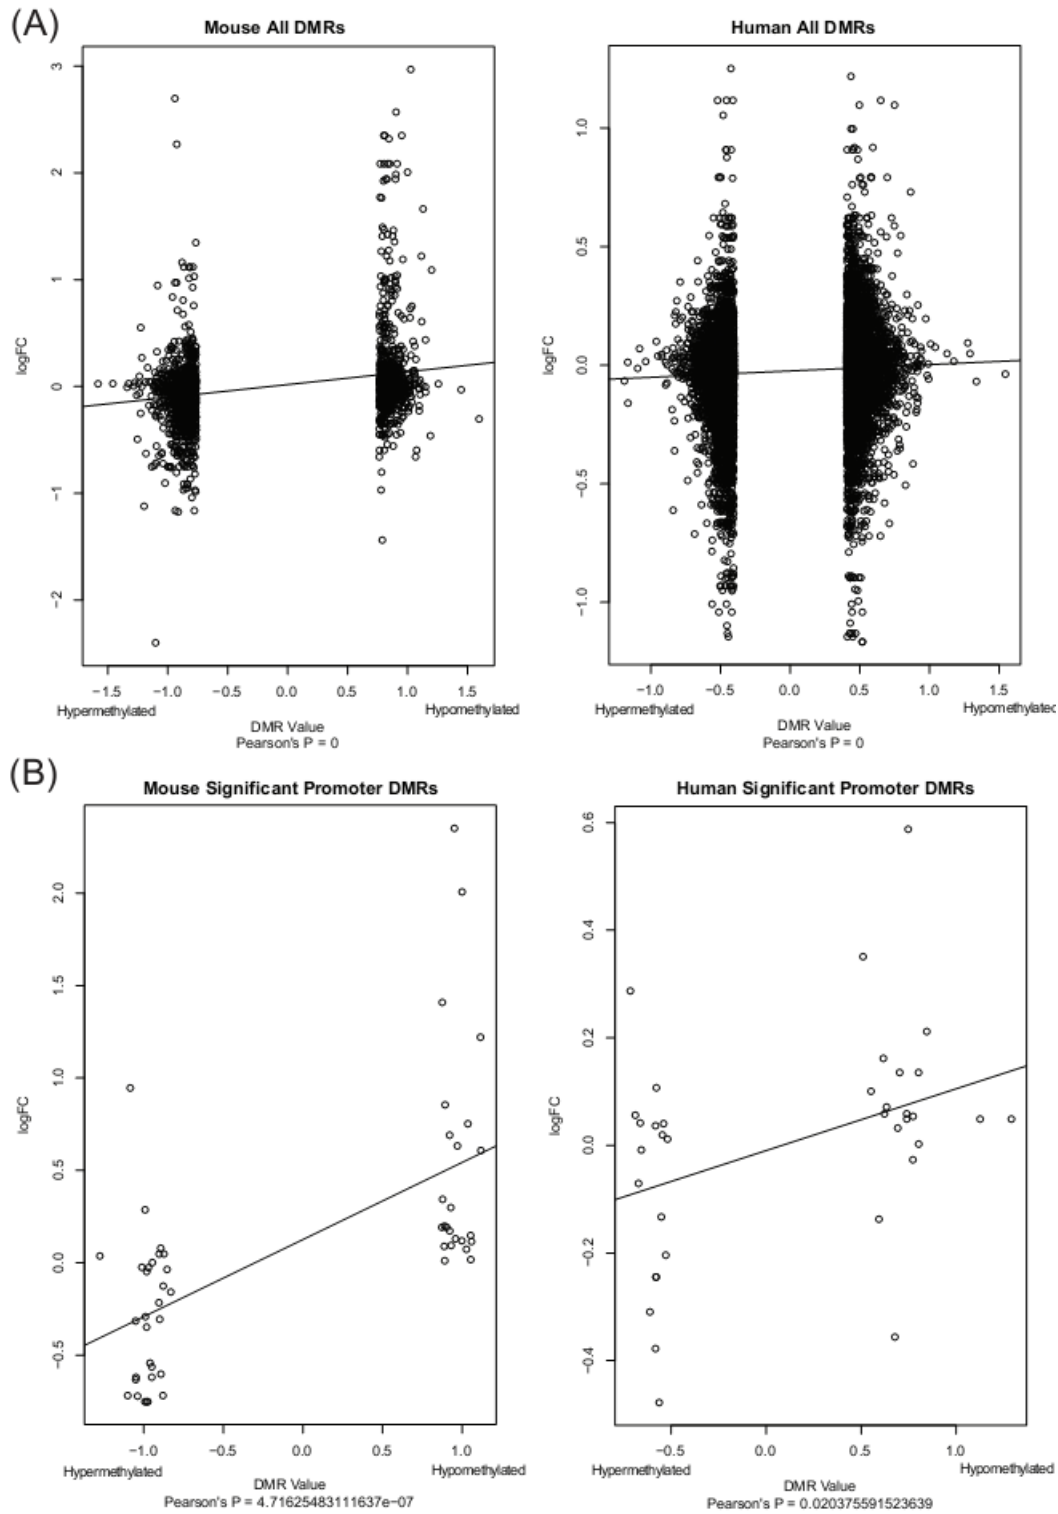 (A)
Mouse All DMRs
Human All DMRs
3
2
1
0
−1
−2
logFC
1.0
0.5
0.0
−0.5
−1.0
logFC
−1.5 −1.0 −0.5 0.0 0.5 1.0 1.5
Hypermethylated Hypomethylated
DMR Value
Pearson's P = 0
−1.0 −0.5 0.0 0.5 1.0 1.5
Hypermethylated Hypomethylated
DMR Value
Pearson's P = 0
(B)
Mouse Significant Promoter DMRs
Human Significant Promoter DMRs
2.0
1.5
1.0
0.5
0.0
−0.5
logFC
0.6
0.4
0.2
0.0
−0.2
−0.4
logFC
−1.0 −0.5 0.0 0.5 1.0
Hypermethylated Hypomethylated
DMR Value
Pearson's P = 4.71625483111637e−07
−0.5 0.0 0.5 1.0
Hypermethylated Hypomethylated
DMR Value
Pearson's P = 0.020375591523639